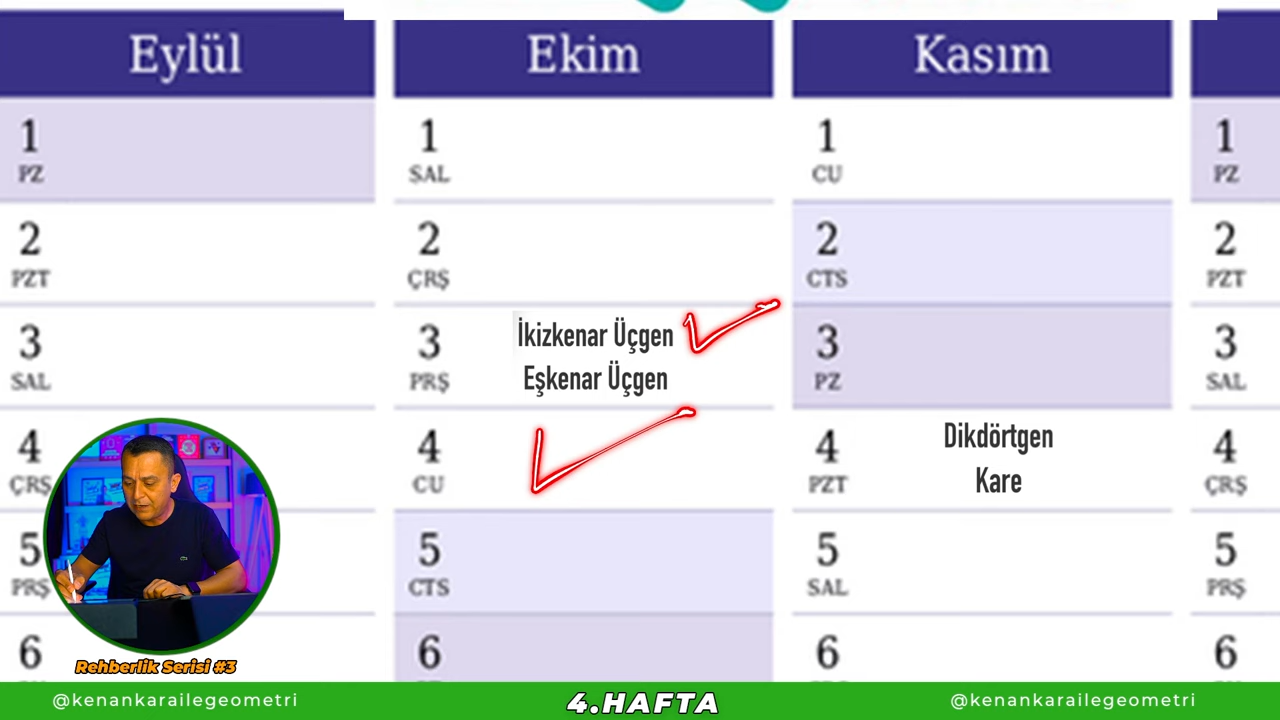 Eylül
1
PZ
2
PZT
3
SAL
4
ÇRŞ
5
PRŞ
6
Ekim
1
SAL
2
ÇRŞ
3
PRŞ
İkizkenar Üçgen
Eşkenar Üçgen
4
CU
5
CTS
6
Kasım
1
CU
2
CTS
3
PZ
4
PZT
Dikdörtgen
Kare
5
SAL
6
1
PZ
2
PZT
3
SAL
4
ÇRŞ
5
PRŞ
6
Rehberlik Serisi #3
@kenankarailegeometri
4.HAFTA
@kenankarailegeometri